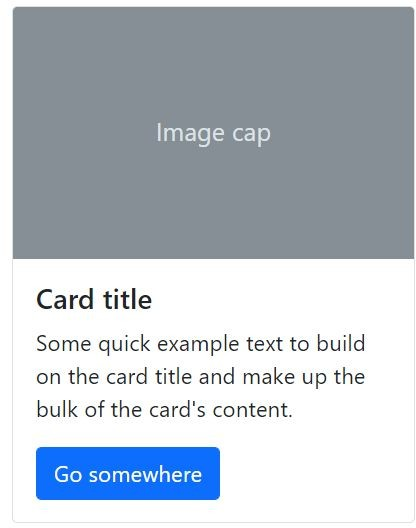 Image cap
Card title
Some quick example text to build
on the card title and make up the
bulk of the card's content.
Go somewhere